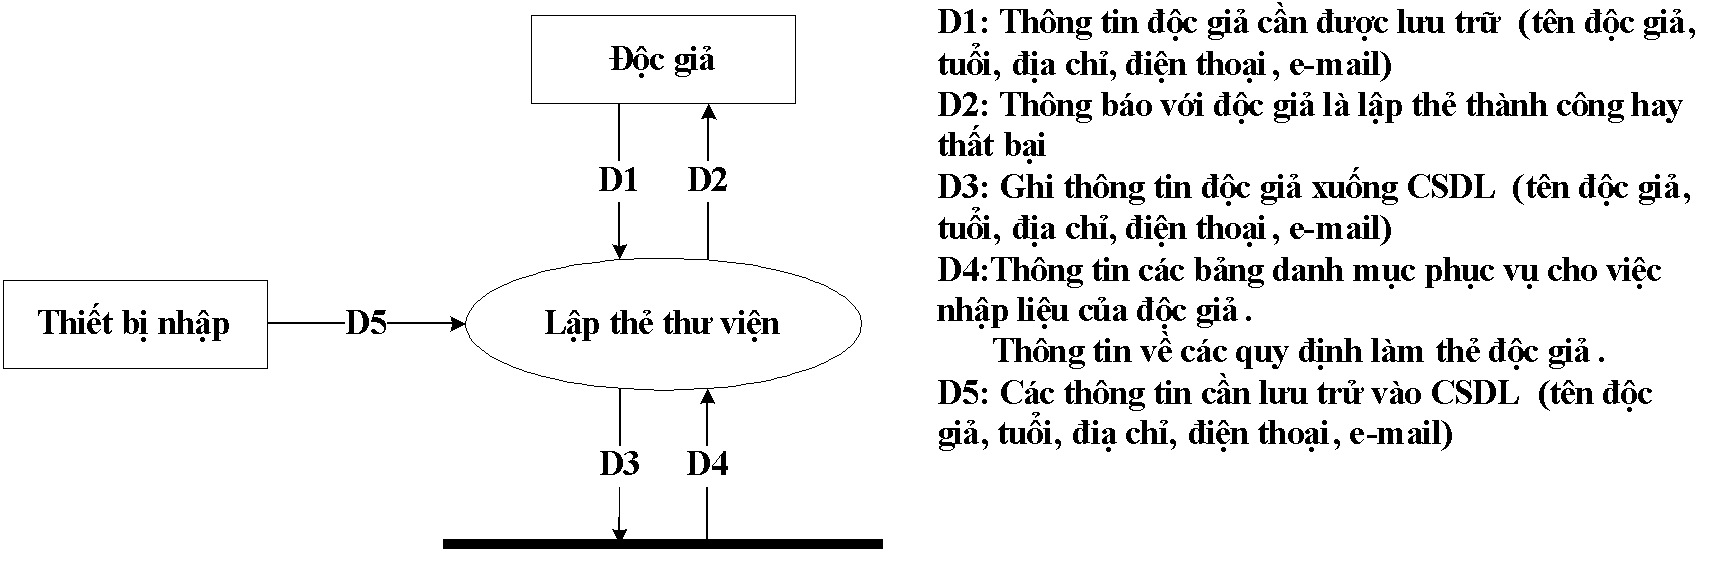 Độc giả
D1 D2
Thiết bị nhập
D5
Lập thẻ thư viện
D3 D4
D1: Thông tin độc giả cần được lưu trữ (tên độc giả,
tuổi, địa chỉ, điện thoại, e-mail)
D2: Thông báo với độc giả là lập thẻ thành công hay
thất bại
D3: Ghi thông tin độc giả xuống CSDL (tên độc giả,
tuổi, địa chỉ, điện thoại, e-mail)
D4:Thông tin các bảng danh mục phục vụ cho việc
nhập liệu của độc giả.
Thông tin về các quy định làm thẻ độc giả.
D5: Các thông tin cần lưu trử vào CSDL (tên độc
giả, tuổi, điạ chỉ, điện thoại, e-mail)